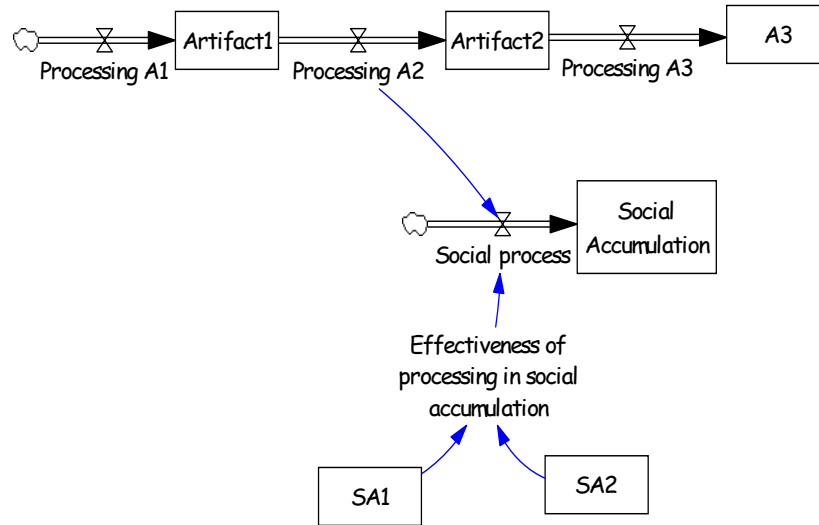 Artifact1
Artifact2
A3
Processing A1
Processing A2
Processing A3
Social
Accumulation
Social process
Effectiveness of
processing in social
accumulation
SA1
SA2